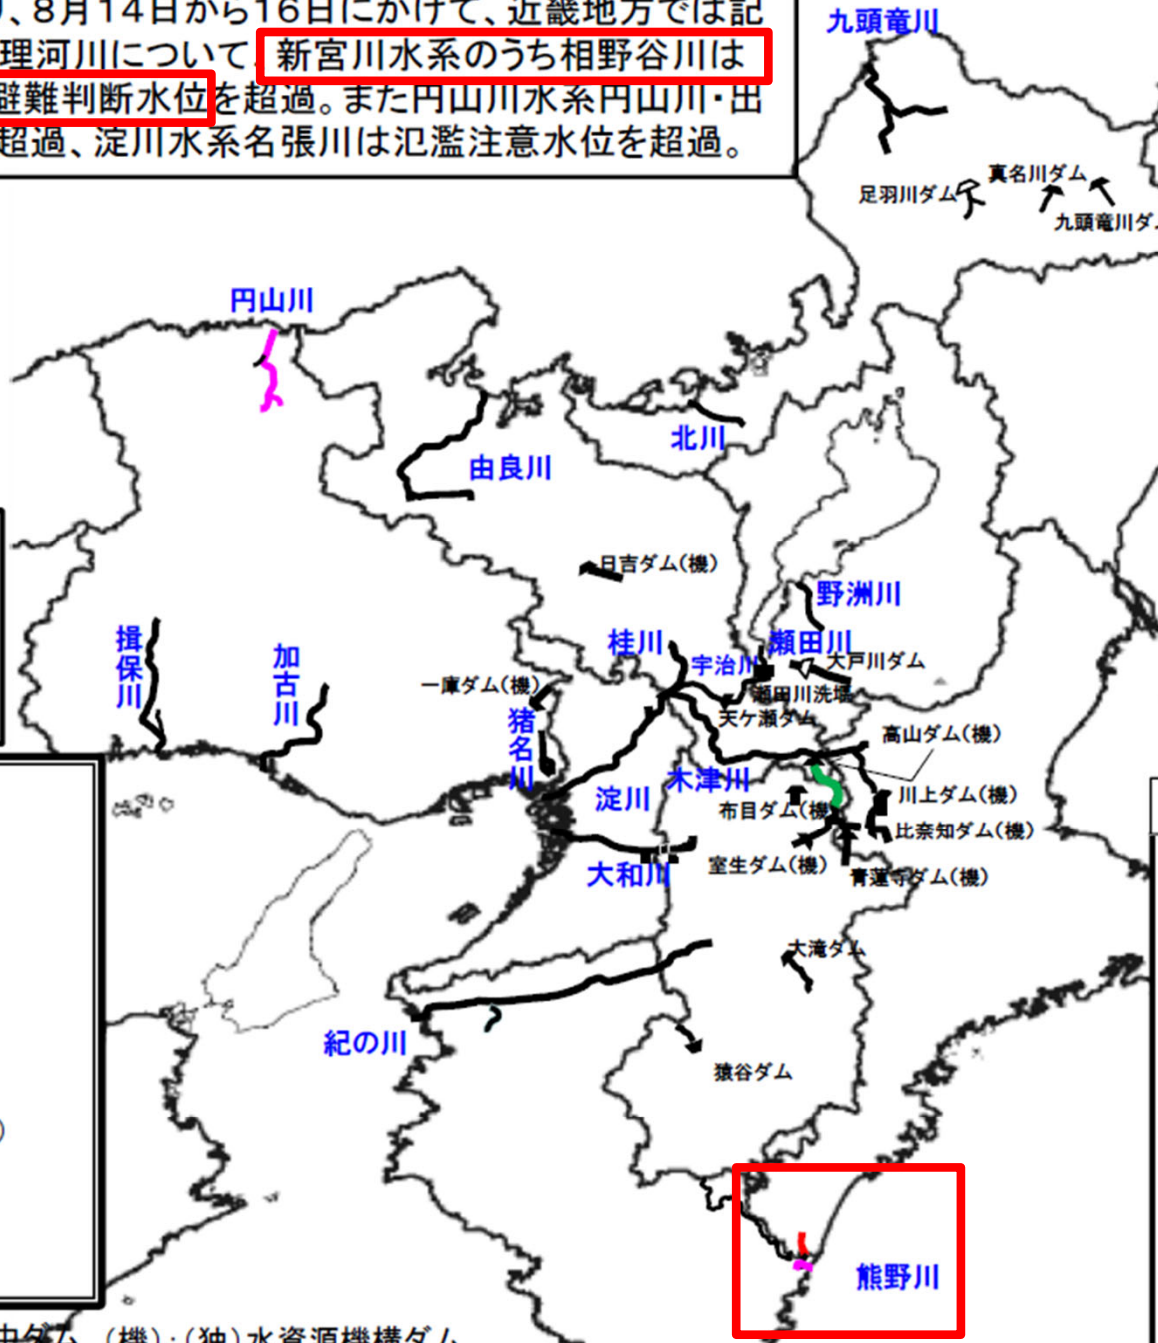 、8月14日から16日にかけて、近畿地方では記
理河川について、新宮川水系のうち相野谷川は
避難判断水位を超過。また円山川水系円山川・出
超過、淀川水系名張川は氾濫注意水位を超過。
九頭竜川
真名川ダム
足羽川ダム
九頭竜川ダム
円山川
北川
由良川
日吉ダム(機)
野洲川
揖保川
加古川
桂川
宇治川
瀬田川
大戸川ダム
一庫ダム(機)
瀬田川洗堰
天ケ瀬ダム
猪名川
高山ダム(機)
淀川
木津川
川上ダム(機)
布目ダム(機
比奈知ダム(機)
大和川
室生ダム(機)
青蓮寺ダム(機)
大滝ダム
紀の川
猿谷ダム
熊野川
中ダム (機):(独)水資源機構ダム